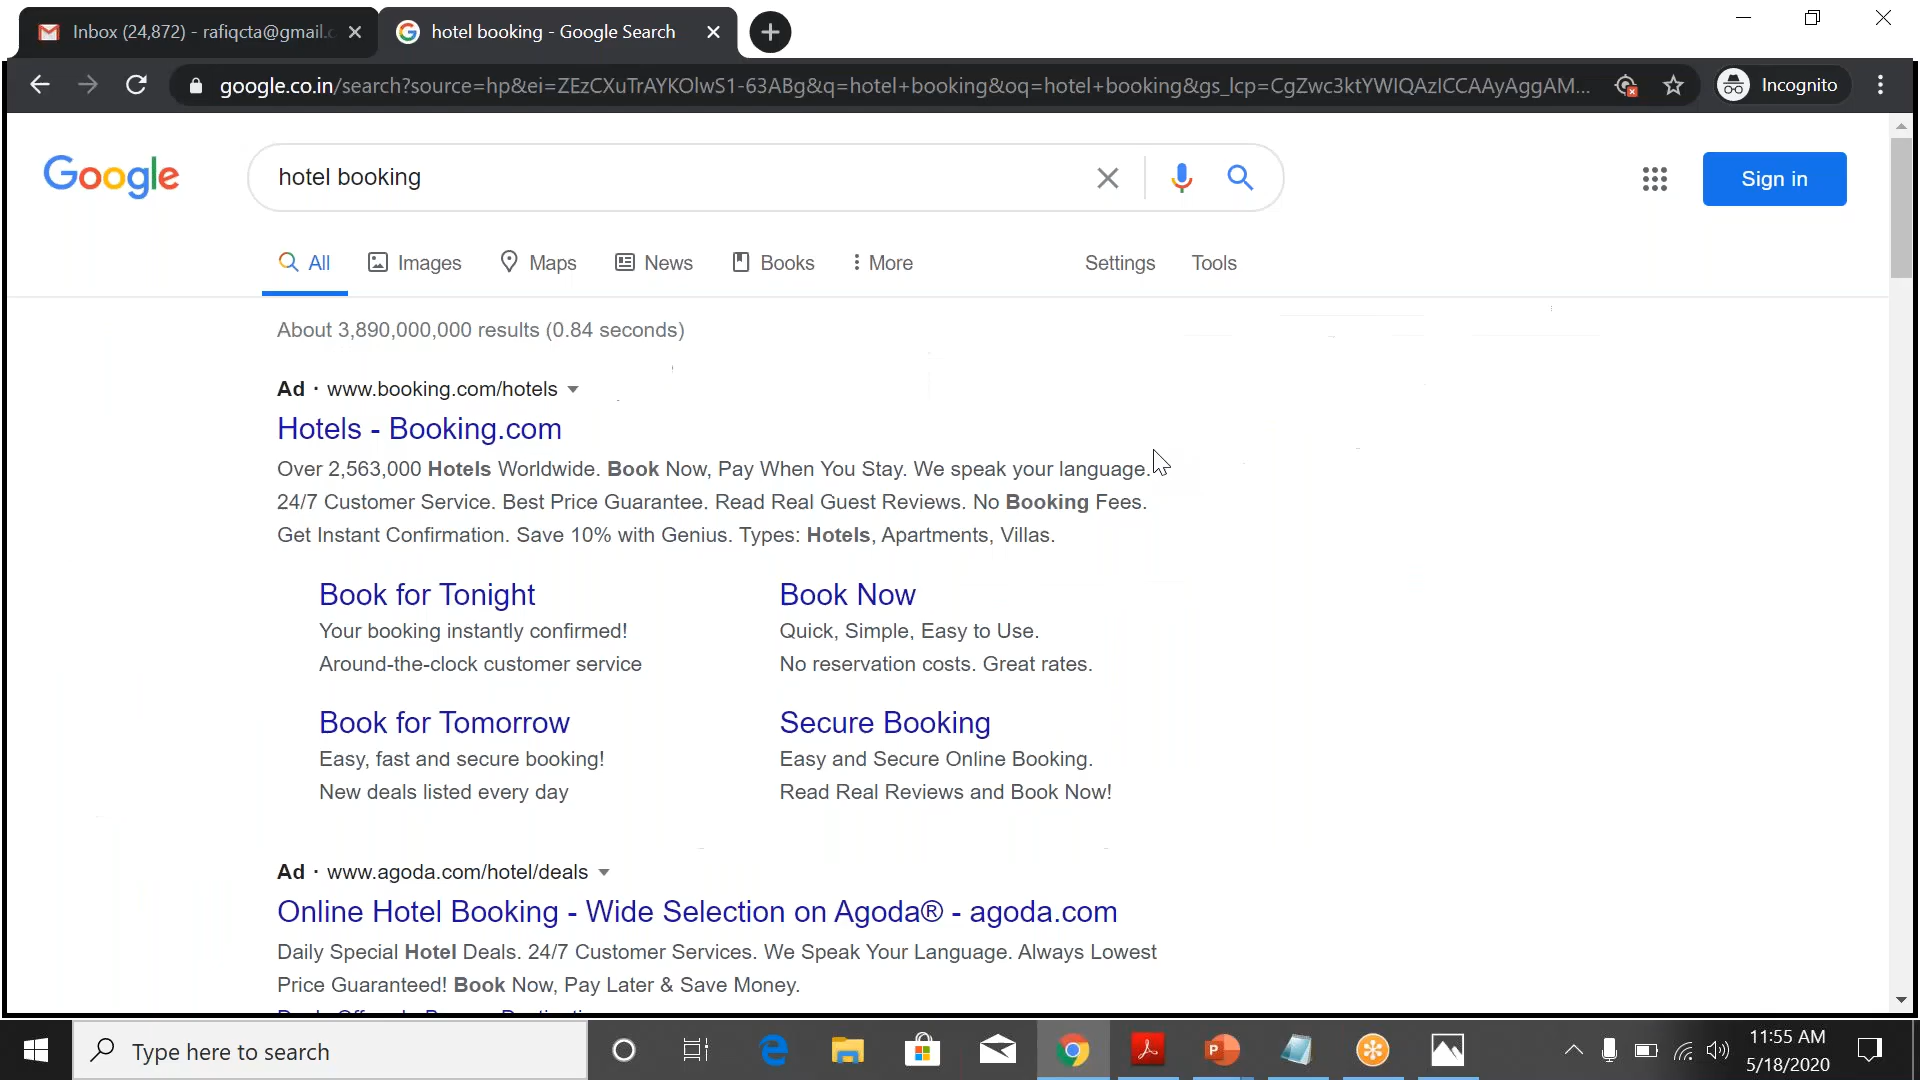 Inbox (24,872) - rafiqcta@gmail.c
hotel booking - Google Search
google.co.in/search?source=hp&ei=ZEzCXuTrAYKOlwS1-63ABg&q=hotel+booking&oq=hotel+booking&gs_lcp=CgZwc3ktYWIQAzICCAAyAggAM...
Incognito
Google
hotel booking
Sign in
All
Images
Maps
News
Books
More
Settings
Tools
About 3,890,000,000 results (0.84 seconds)
Ad · www.booking.com/hotels
Hotels - Booking.com
Over 2,563,000 Hotels Worldwide. Book Now, Pay When You Stay. We speak your language.
24/7 Customer Service. Best Price Guarantee. Read Real Guest Reviews. No Booking Fees.
Get Instant Confirmation. Save 10% with Genius. Types: Hotels, Apartments, Villas.
Book for Tonight
Your booking instantly confirmed!
Around-the-clock customer service
Book Now
Quick, Simple, Easy to Use.
No reservation costs. Great rates.
Book for Tomorrow
Easy, fast and secure booking!
New deals listed every day
Secure Booking
Easy and Secure Online Booking.
Read Real Reviews and Book Now!
Ad · www.agoda.com/hotel/deals
Online Hotel Booking - Wide Selection on Agoda® - agoda.com
Daily Special Hotel Deals. 24/7 Customer Services. We Speak Your Language. Always Lowest
Price Guaranteed! Book Now, Pay Later & Save Money.
Type here to search
11:55 AM
5/18/2020